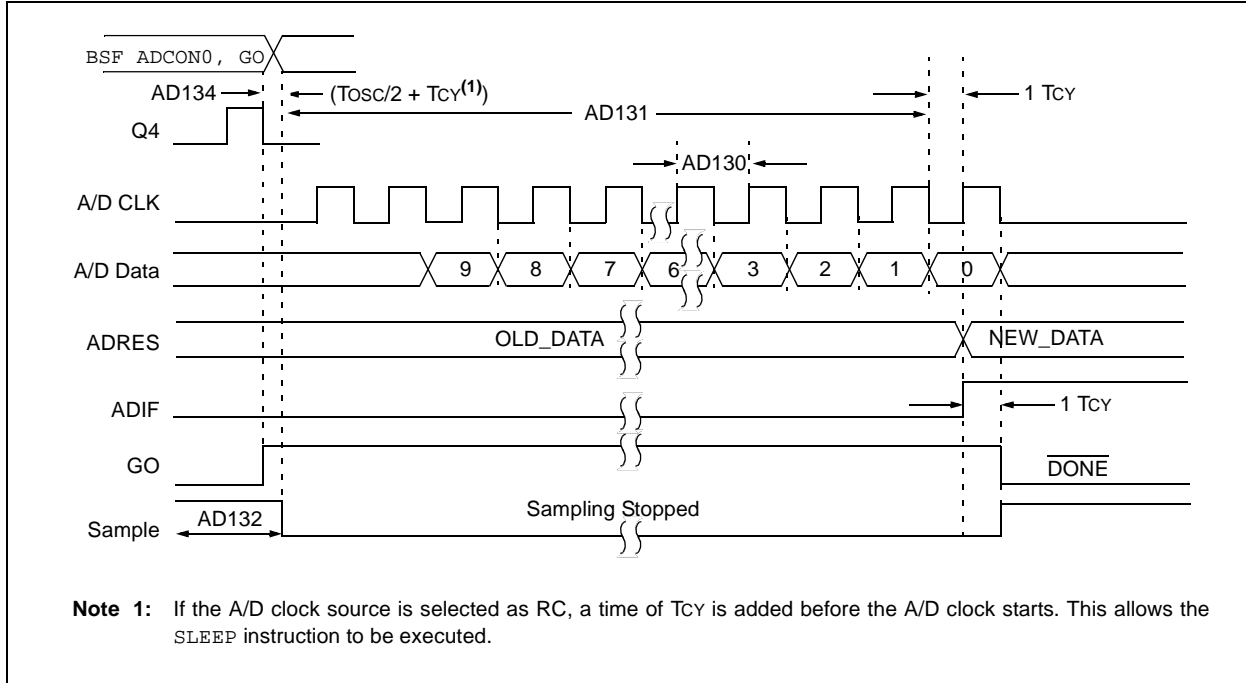 BSF ADCON0, GO
AD134
(TOSC/2 + TCY(1))
1 TCY
AD131
Q4
AD130
A/D CLK
A/D Data
9 8 7 6 3 2 1 0
ADRES
OLD_DATA
NEW_DATA
ADIF
1 TCY
GO
DONE
Sample
AD132
Sampling Stopped
Note 1: If the A/D clock source is selected as RC, a time of TCY is added before the A/D clock starts. This allows the
SLEEP instruction to be executed.